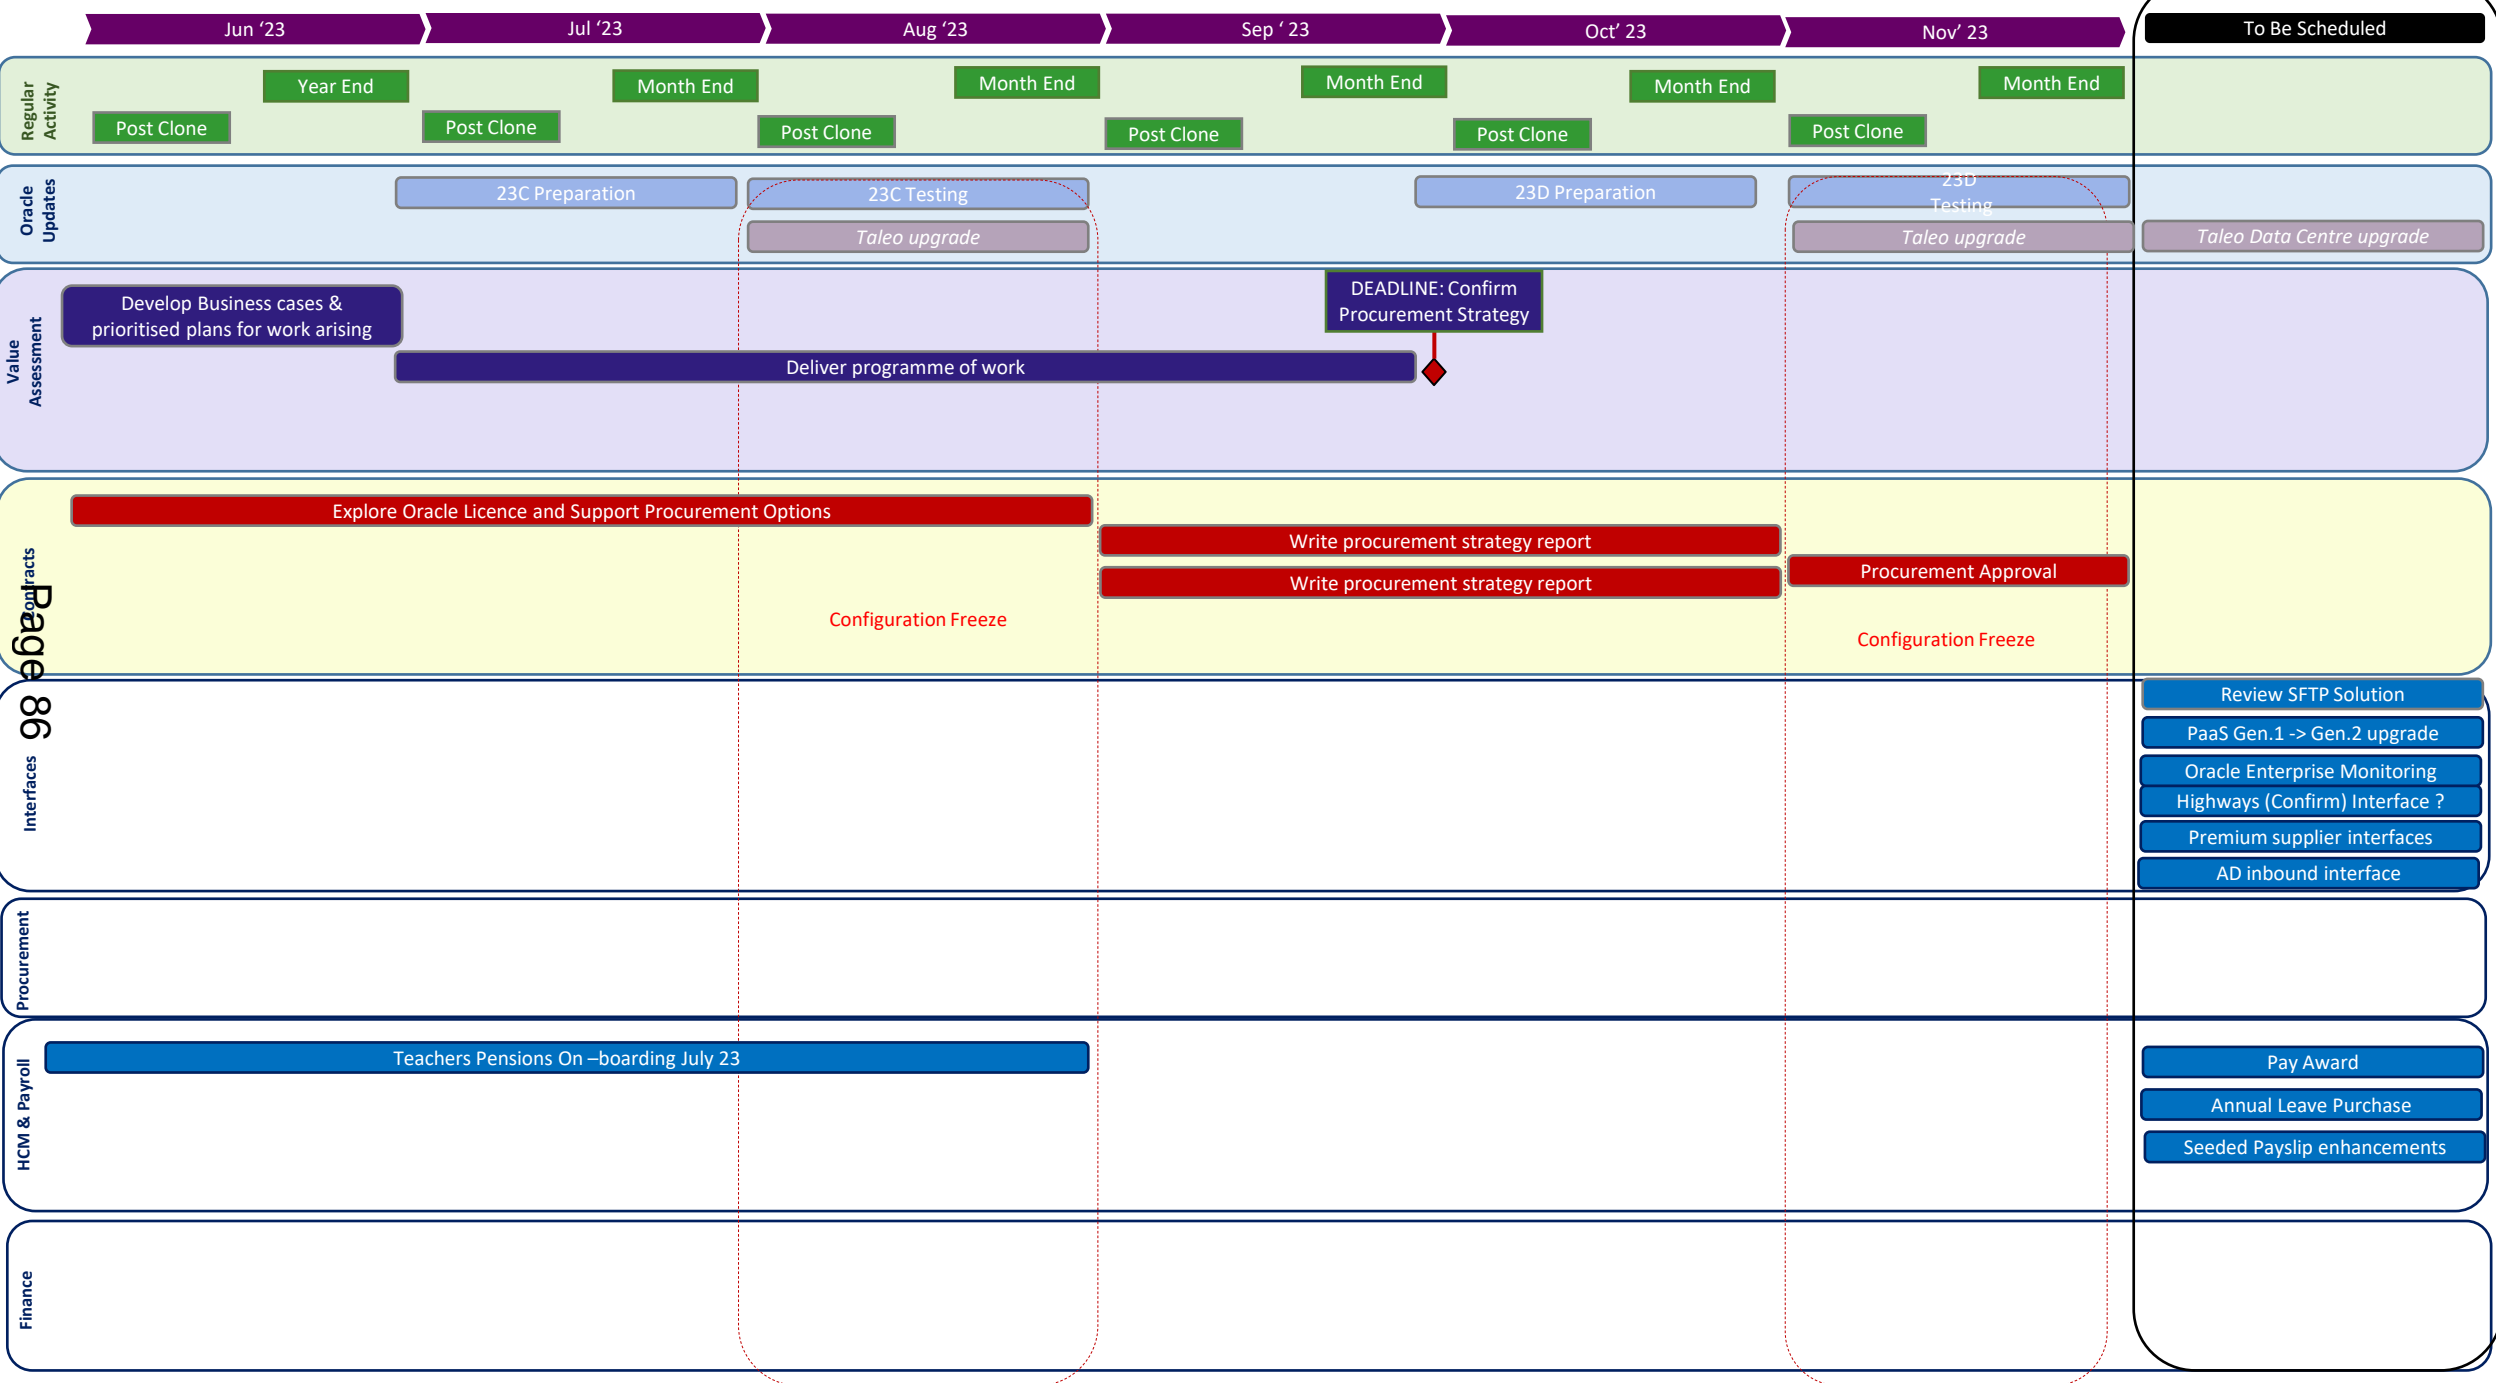 Jun ‘23
Jul ‘23
Aug ‘23
Sep ‘ 23
Oct’ 23
Nov’ 23
To Be Scheduled
Regular
Activity
Year End
Month End
Month End
Month End
Month End
Month End
Post Clone
Post Clone
Post Clone
Post Clone
Post Clone
Post Clone
Oracle
Updates
23C Preparation
23C Testing
23D Preparation
23D
Testing
Taleo upgrade
Taleo upgrade
Taleo Data Centre upgrade
Value
Assessment
Develop Business cases &
prioritised plans for work arising
DEADLINE: Confirm
Procurement Strategy
Deliver programme of work
Contracts
Explore Oracle Licence and Support Procurement Options
Write procurement strategy report
Write procurement strategy report
Procurement Approval
Configuration Freeze
Configuration Freeze
Page 86
Interfaces
Review SFTP Solution
PaaS Gen.1 -> Gen.2 upgrade
Oracle Enterprise Monitoring
Highways (Confirm) Interface ?
Premium supplier interfaces
AD inbound interface
Procurement
HCM & Payroll
Teachers Pensions On –boarding July 23
Pay Award
Annual Leave Purchase
Seeded Payslip enhancements
Finance